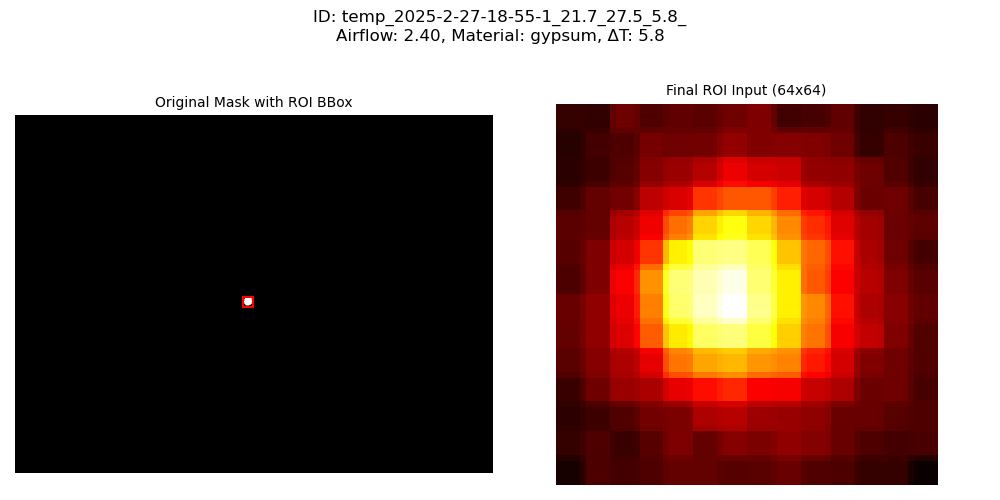 ID: temp_2025-2-27-18-55-1_21.7_27.5_5.8_
Airflow: 2.40, Material: gypsum, ΔT: 5.8
Original Mask with ROI BBox
Final ROI Input (64x64)